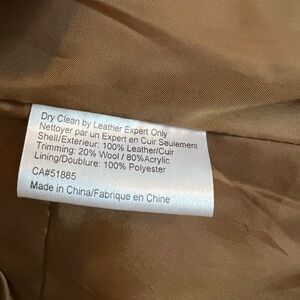 Dry Clean by Leather Expert Only
Nettoyer par un Expert en Cuir Seulement
Shell/Exterieur: 100% Leather/Cuir
Trimming: 20% Wool / 80%Acrylic
Lining/Doublure: 100% Polyester
CA#51885
Made in China/Fabrique en Chine